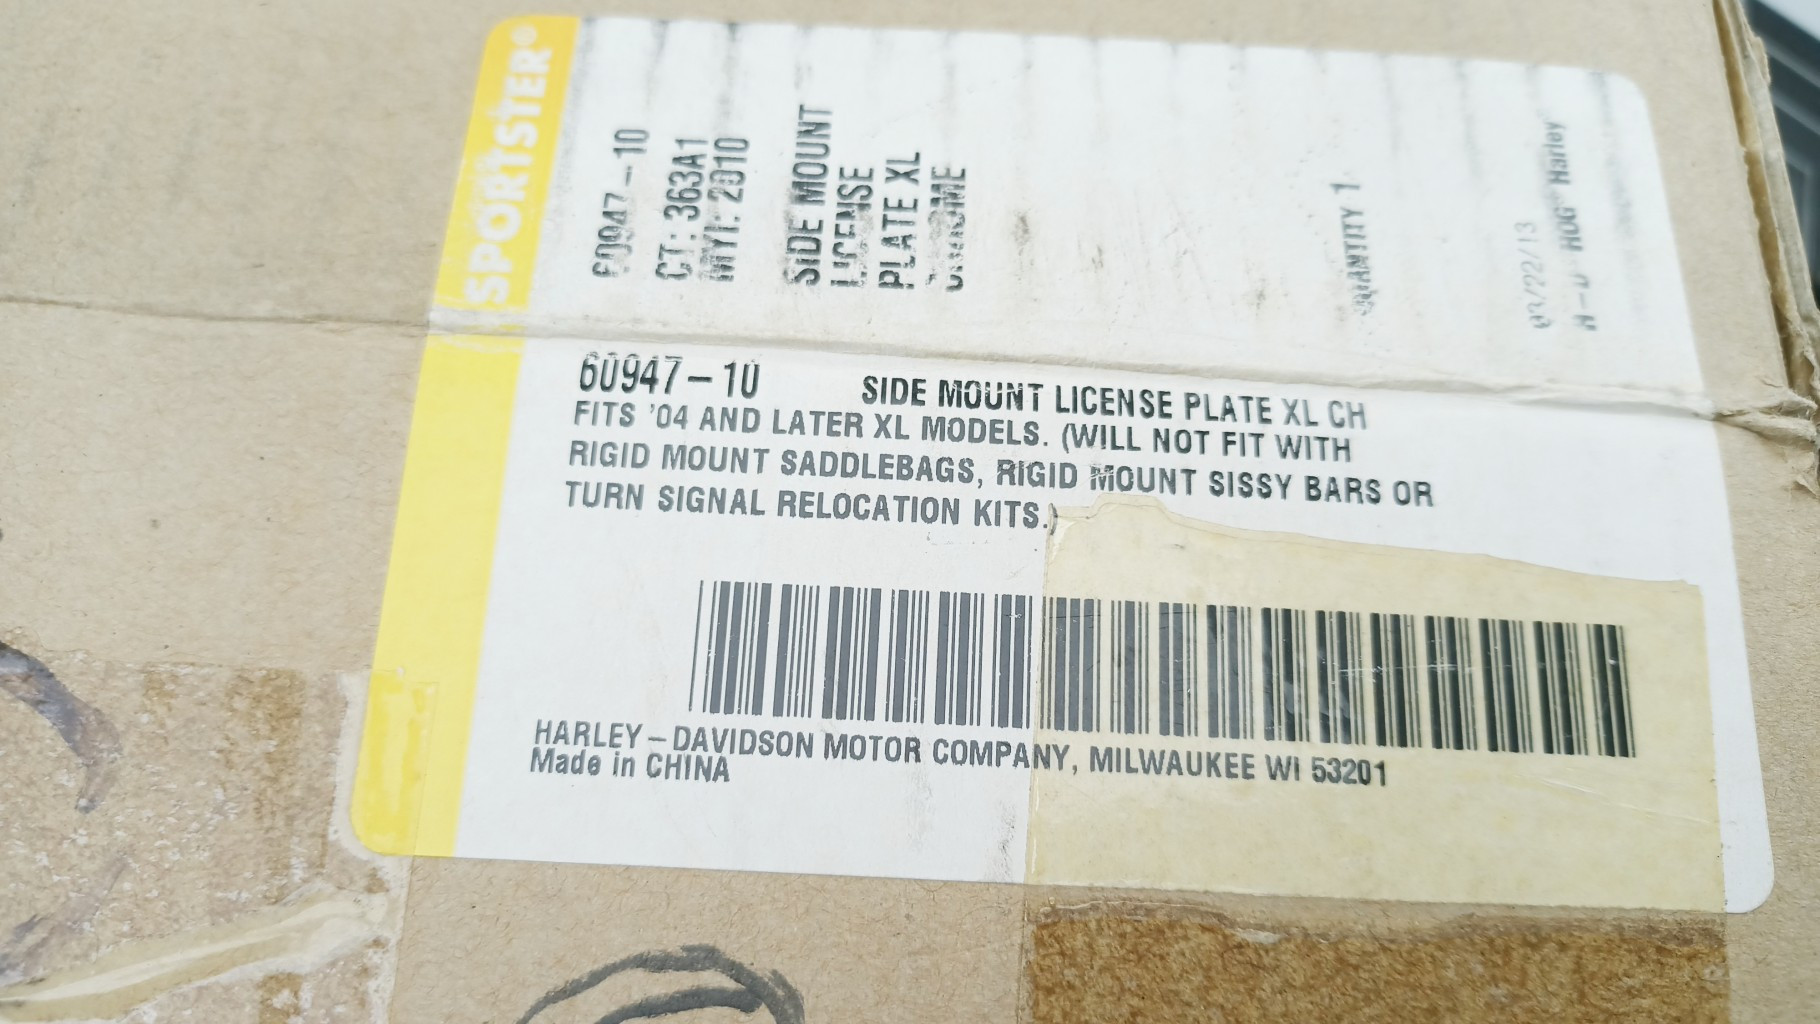 SPORTSTER®
60947-10
CT: 363A1
MYI: 2010
SIDE MOUNT
LICENSE
PLATE XL
CHROME
QUANTITY 1
Harley
60947-10 SIDE MOUNT LICENSE PLATE XL CH
FITS '04 AND LATER XL MODELS. (WILL NOT FIT WITH
RIGID MOUNT SADDLEBAGS, RIGID MOUNT SISSY BARS OR
TURN SIGNAL RELOCATION KITS.)
HARLEY-DAVIDSON MOTOR COMPANY, MILWAUKEE WI 53201
Made in CHINA